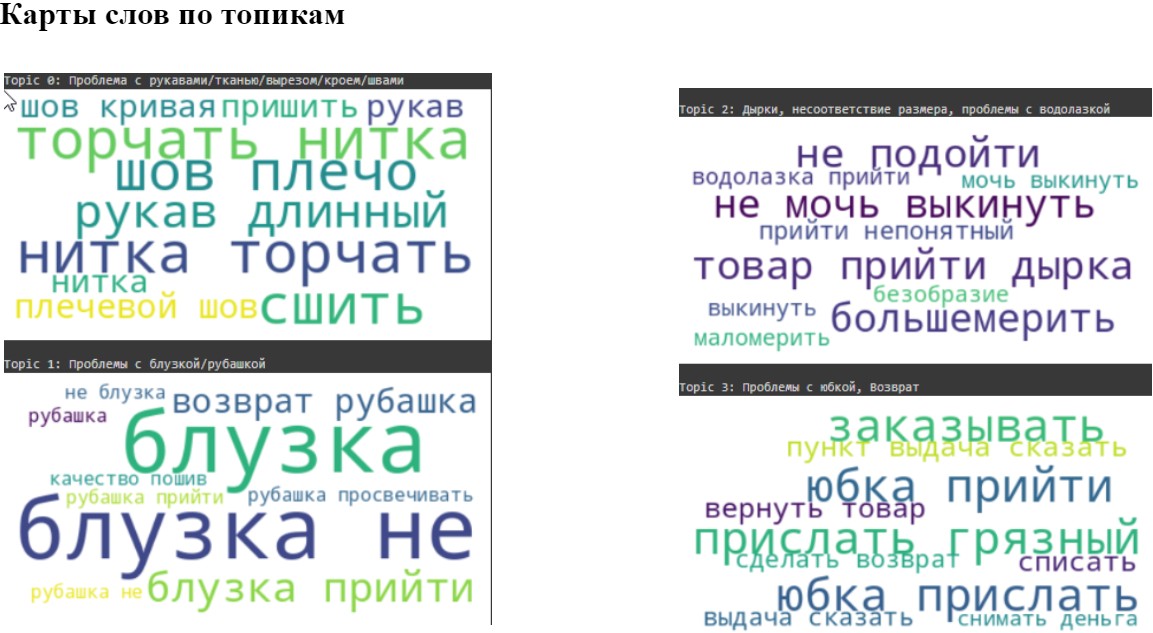 Карты слов по топикам
Topic 0: Проблема с рукавами/тканью/вырезом/кроем/швами
шов кривая пришить рукав
торчать нитка
шов плечо
рукав длинный
нитка торчать
нитка
плечевой шов сшить
Topic 1: Проблемы с блузкой/рубашкой
не блузка
возврат рубашка
рубашка
блузка
качество пошив
рубашка прийти
рубашка просвечивать
блузка не
рубашка не
блузка прийти
Topic 2: Дырки, несоответствие размера, проблемы с водолазкой
не подойти
водолазка прийти
мочь выкинуть
не мочь выкинуть
прийти непонятный
товар прийти дырка
безобразие
выкинуть
большемерить
маломерить
Topic 3: Проблемы с юбкой, Возврат
заказывать
пункт выдача сказать
юбка прийти
вернуть товар
прислать грязный
сделать возврат
списать
юбка прислать
выдача сказать
снимать деньга